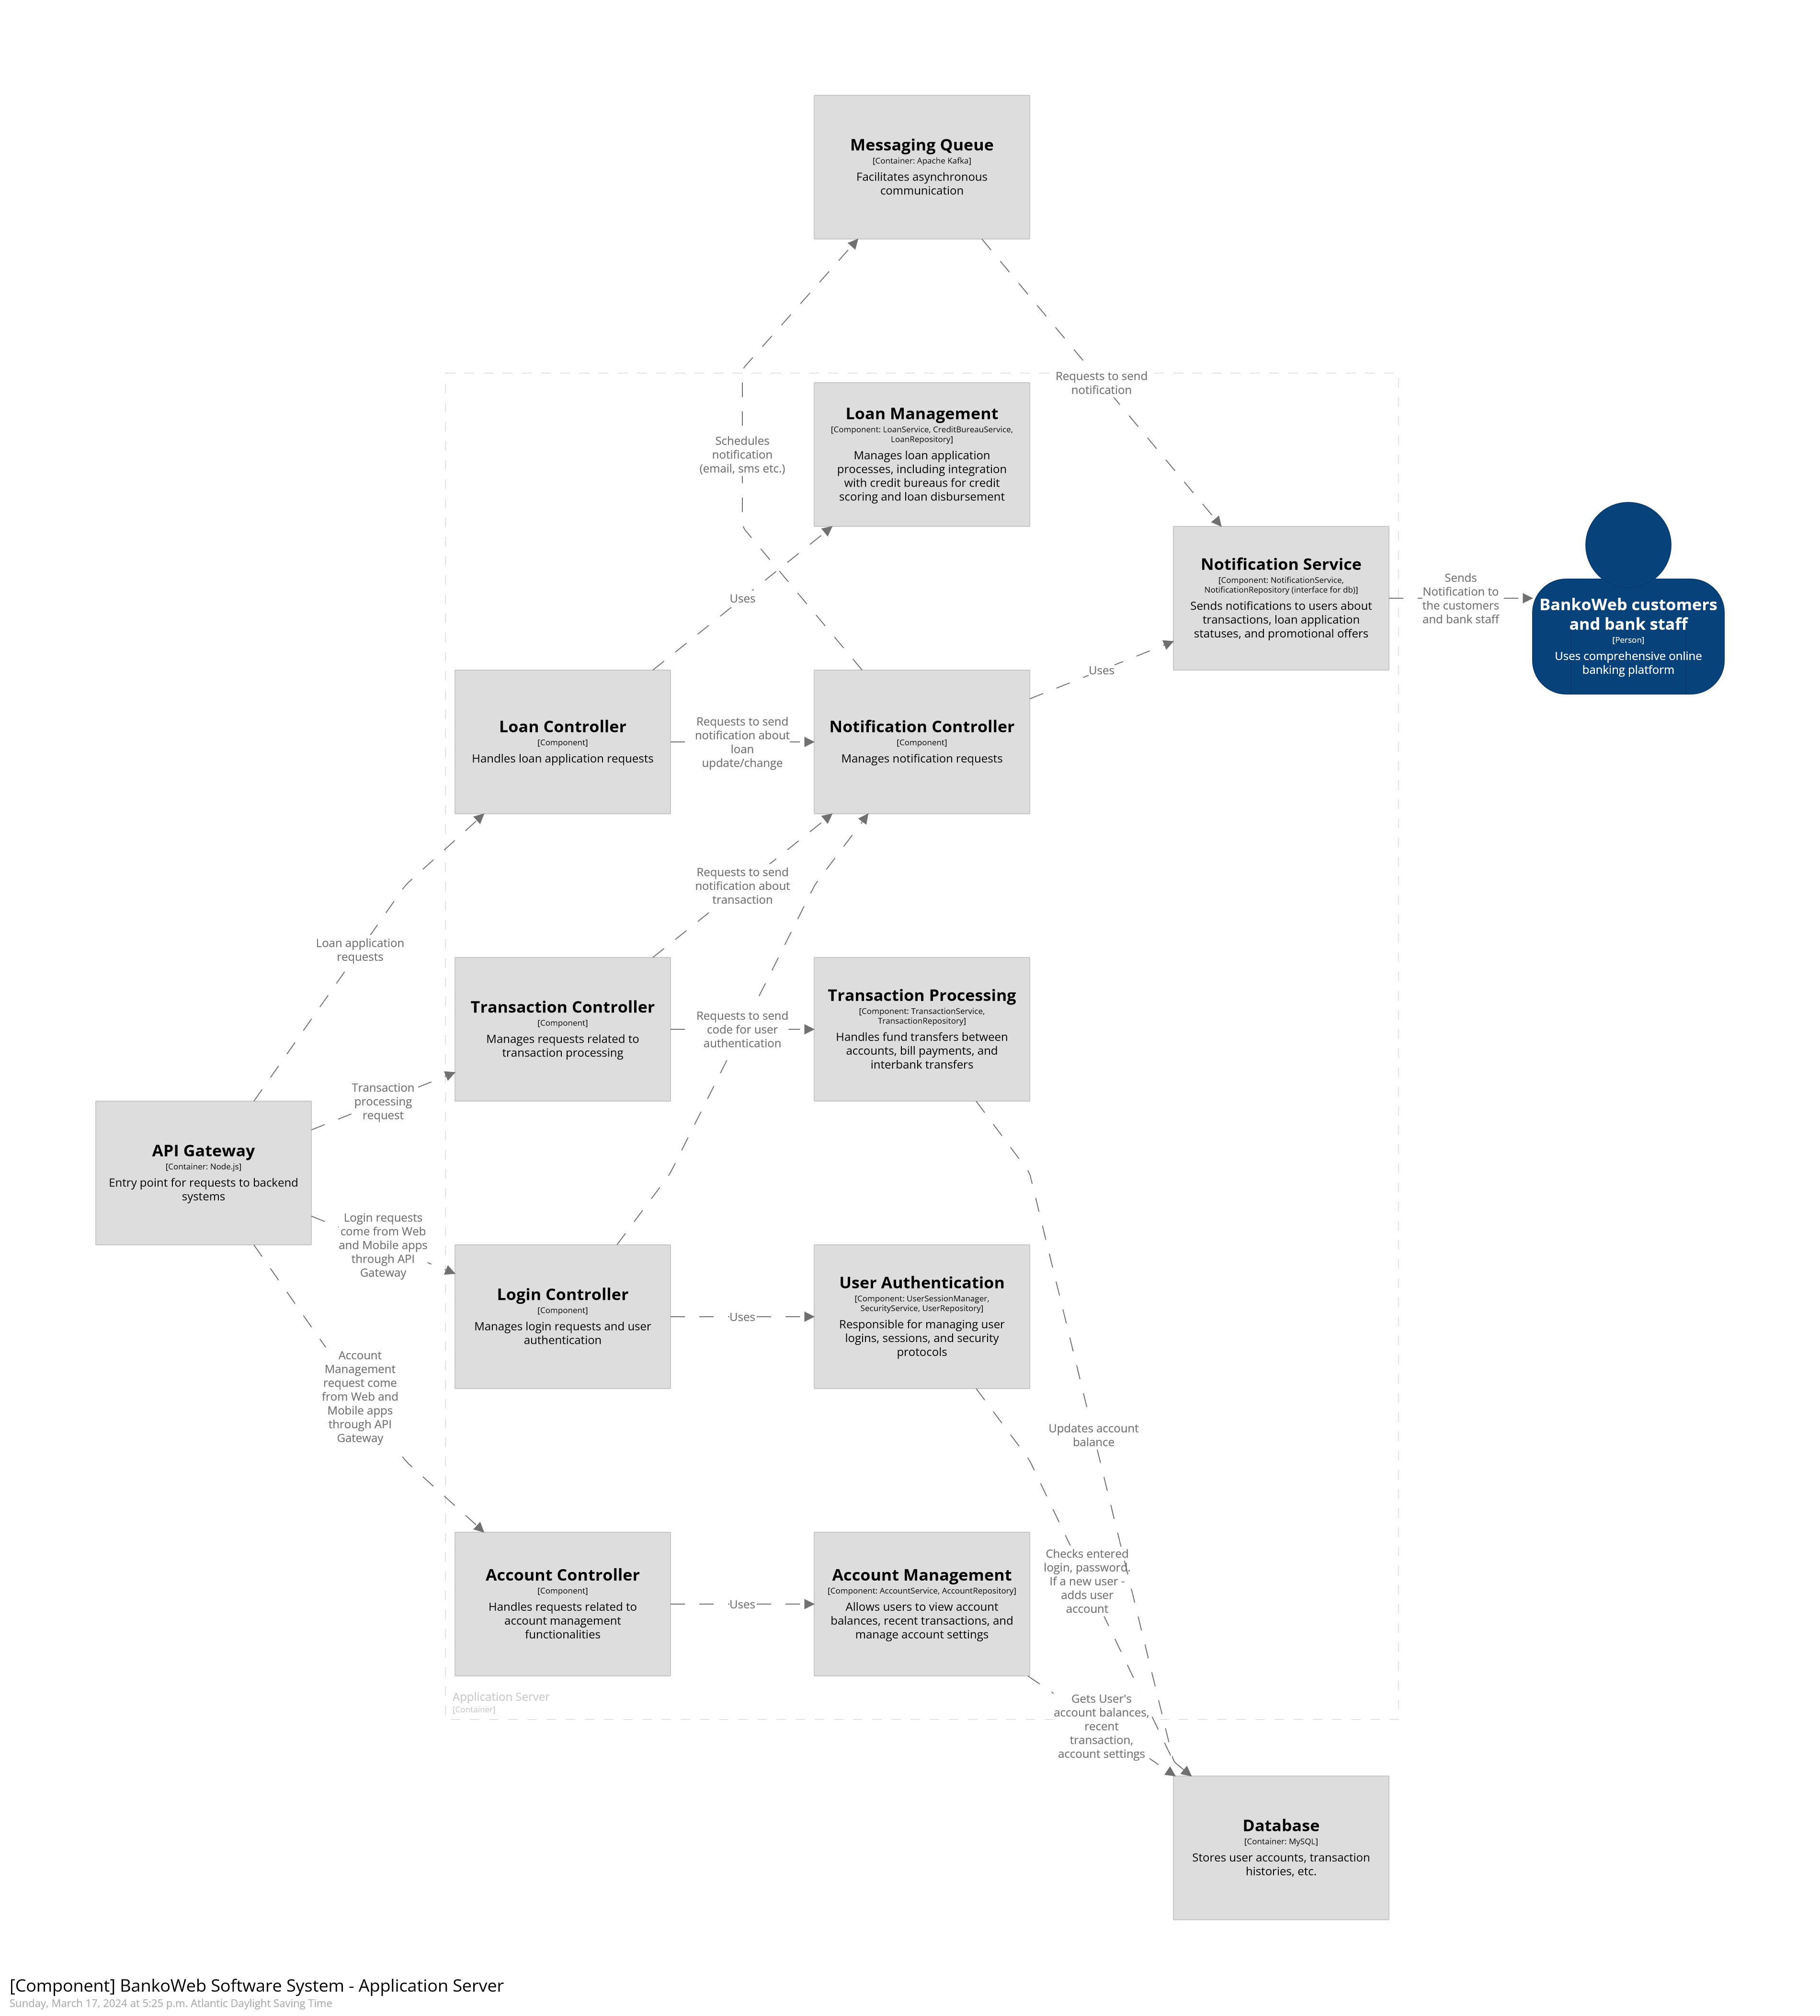 Messaging Queue
[Container: Apache Kafka]
Facilitates asynchronous
communication
Requests to send
notification
Loan Management
[Component: LoanService, CreditBureauService,
LoanRepository]
Manages loan application
processes, including integration
with credit bureaus for credit
scoring and loan disbursement
Schedules
notification
(email, sms etc.)
Notification Service
[Component: NotificationService,
NotificationRepository (interface for db)]
Sends notifications to users about
transactions, loan application
statuses, and promotional offers
Sends
Notification to
the customers
and bank staff
BankoWeb customers
and bank staff
[Person]
Uses comprehensive online
banking platform
Uses
Uses
Loan Controller
[Component]
Handles loan application requests
Requests to send
notification about
loan
update/change
Notification Controller
[Component]
Manages notification requests
Requests to send
notification about
transaction
Loan application
requests
Transaction Controller
[Component]
Manages requests related to
transaction processing
Requests to send
code for user
authentication
Transaction Processing
[Component: TransactionService,
TransactionRepository]
Handles fund transfers between
accounts, bill payments, and
interbank transfers
Transaction
processing
request
API Gateway
[Container: Node.js]
Entry point for requests to backend
systems
Login requests
come from Web
and Mobile apps
through API
Gateway
Login Controller
[Component]
Manages login requests and user
authentication
Uses
User Authentication
[Component: UserSessionManager,
SecurityService, UserRepository]
Responsible for managing user
logins, sessions, and security
protocols
Account
Management
request come
from Web and
Mobile apps
through API
Gateway
Updates account
balance
Checks entered
login, password.
If a new user -
adds user
account
Account Controller
[Component]
Handles requests related to
account management
functionalities
Uses
Account Management
[Component: AccountService, AccountRepository]
Allows users to view account
balances, recent transactions, and
manage account settings
Application Server
[Container]
Gets User's
account balances,
recent
transaction,
account settings
Database
[Container: MySQL]
Stores user accounts, transaction
histories, etc.
[Component] BankoWeb Software System - Application Server
Sunday, March 17, 2024 at 5:25 p.m. Atlantic Daylight Saving Time